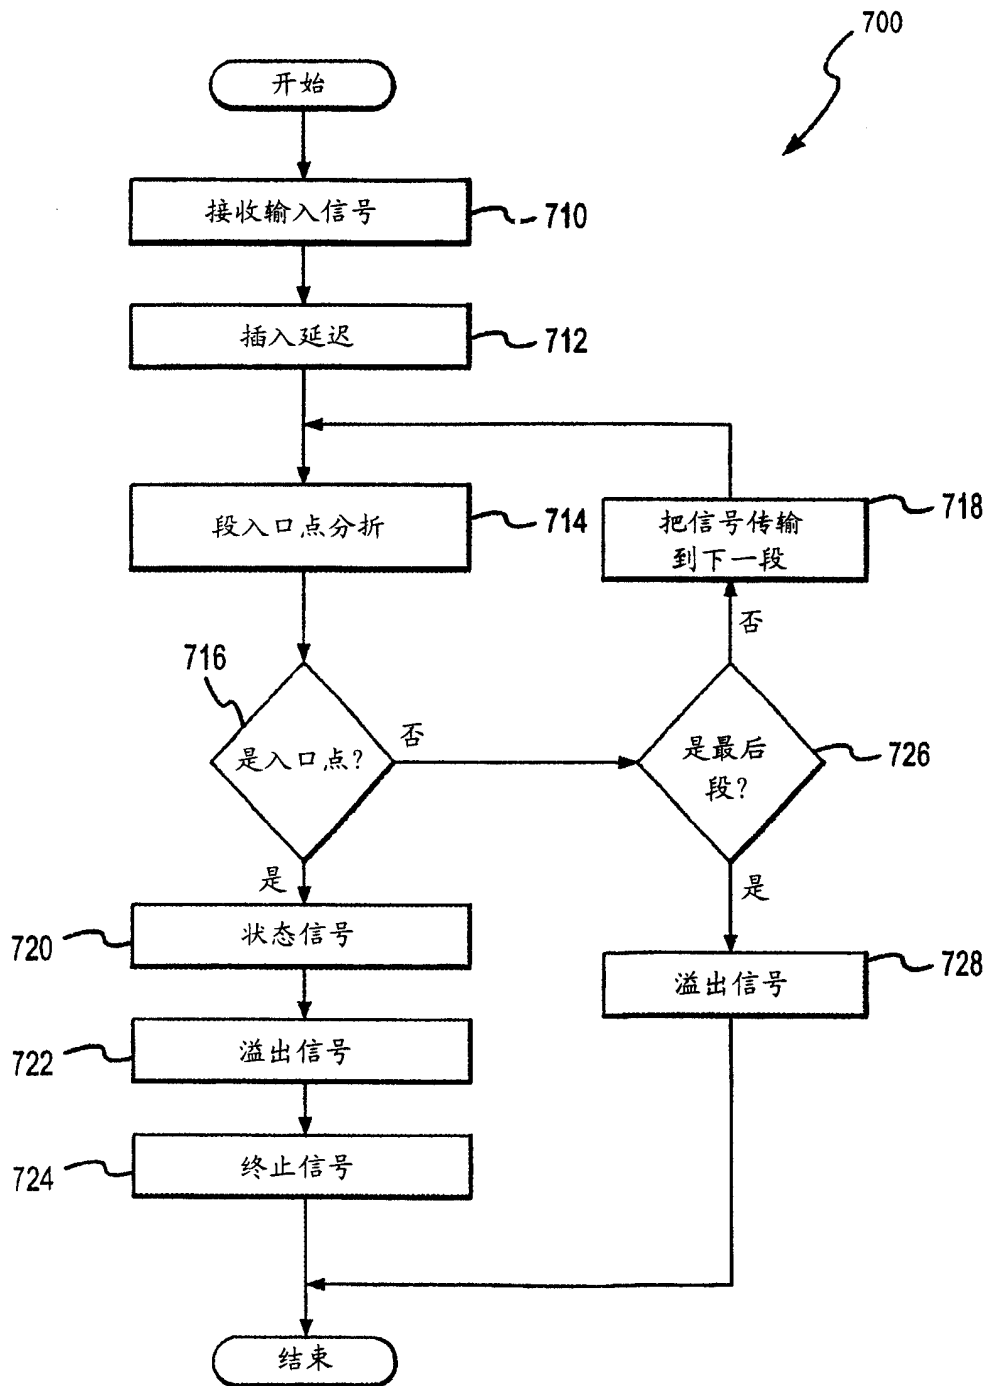 700
开始
接收输入信号
710
插入延迟
712
段入口点分折
714
把信号传输
到下一段
718
716
是入口点?
否
否
是最后
段?
726
是
是
状态信号
720
溢出信号
728
溢出信号
722
终止信号
724
结束